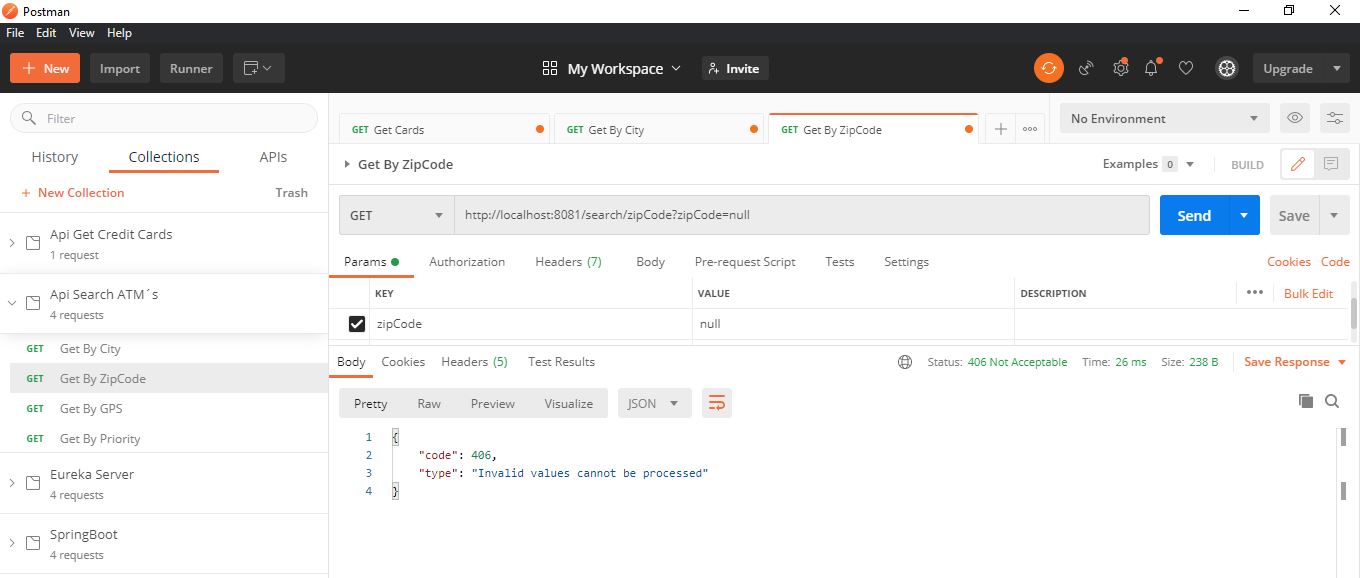 Postman
File Edit View Help
New Import Runner My Workspace Invite Upgrade
Filter
History Collections APIs
+ New Collection Trash
Api Get Credit Cards
1 request
Api Search ATM´s
4 requests
GET Get By City
GET Get By ZipCode
GET Get By GPS
GET Get By Priority
Eureka Server
4 requests
SpringBoot
4 requests
GET Get Cards GET Get By City GET Get By ZipCode No Environment
Get By ZipCode Examples 0 BUILD
GET http://localhost:8081/search/zipCode?zipCode=null Send Save
Params Authorization Headers (7) Body Pre-request Script Tests Settings Cookies Code
KEY VALUE DESCRIPTION Bulk Edit
zipCode null
Body Cookies Headers (5) Test Results Status: 406 Not Acceptable Time: 26 ms Size: 238 B Save Response
Pretty Raw Preview Visualize JSON
1 {
2 "code": 406,
3 "type": "Invalid values cannot be processed"
4 }